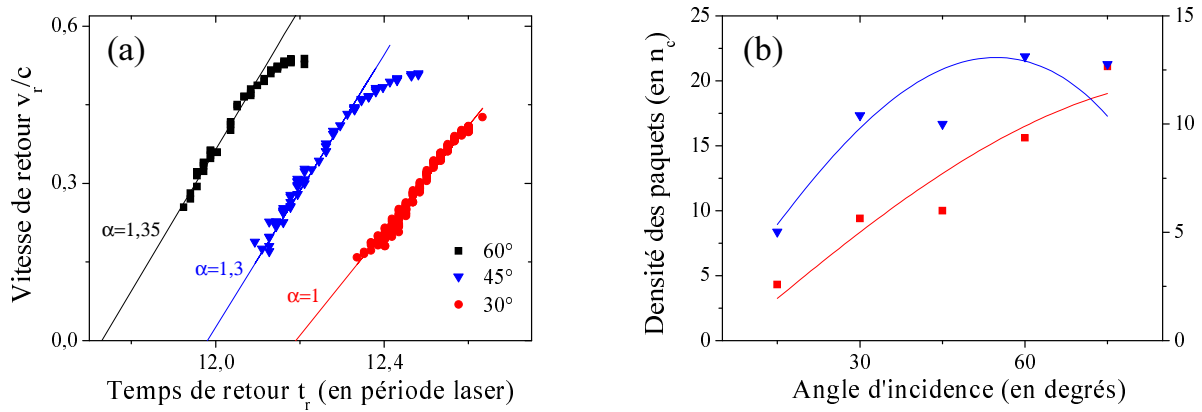 (a)
0,6
0,3
0,0
Vitesse de retour v_r/c
α=1,35
α=1,3
α=1
60°
45°
30°
12,0
12,4
Temps de retour t_r (en période laser)
(b)
25
20
15
10
5
0
Densité des paquets (en n_c)
15
10
5
0
30
60
Angle d'incidence (en degrés)